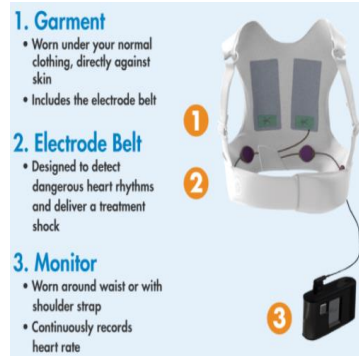 1. Garment
• Worn under your normal
clothing, directly against
skin
• Includes the electrode belt
1
2. Electrode Belt
• Designed to detect
dangerous heart rhythms
and deliver a treatment
shock
2
3. Monitor
• Worn around waist or with
shoulder strap
• Continuously records
heart rate
3